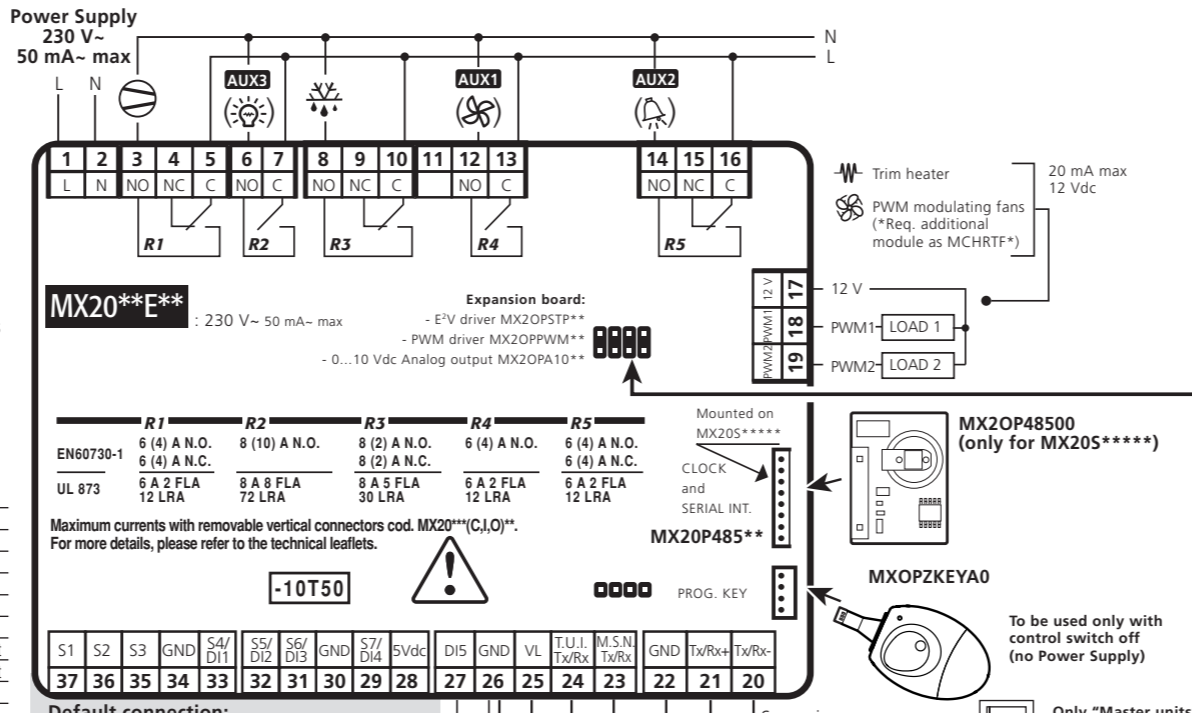 Power Supply
230 V~
50 mA~ max
N
L
L N
AUX3 AUX1 AUX2
1 2 3 4 5 6 7 8 9 10 11 12 13 14 15 16
L N NO NC C NO C NO NC C NO C NO NC C
R1 R2 R3 R4 R5
Trim heater
PWM modulating fans
(*Req. additional
module as MCHRTF*)
20 mA max
12 Vdc
MX20**E** : 230 V~ 50 mA~ max
Expansion board:
- E²V driver MX2OPSTP**
- PWM driver MX2OPPWM**
- 0...10 Vdc Analog output MX2OPA10**
12 V 17 12 V
PWM1 18 PWM1 LOAD 1
PWM2 19 PWM2 LOAD 2
R1 R2 R3 R4 R5
EN60730-1
6 (4) A N.O. 8 (10) A N.O. 8 (2) A N.O. 6 (4) A N.O. 6 (4) A N.O.
6 (4) A N.C. 8 (2) A N.C. 6 (4) A N.C.
UL 873
6 A 2 FLA 8 A 8 FLA 8 A 5 FLA 6 A 2 FLA 6 A 2 FLA
12 LRA 72 LRA 30 LRA 12 LRA 12 LRA
Maximum currents with removable vertical connectors cod. MX20***(C,I,O)**.
For more details, please refer to the technical leaflets.
Mounted on
MX20S*****
CLOCK
and
SERIAL INT.
MX20P485**
MX2OP48500
(only for MX20S*****)
-10T50
!
PROG. KEY
MXOPZKEYA0
To be used only with
control switch off
(no Power Supply)
S1 S2 S3 GND S4/DI1 S5/DI2 S6/DI3 GND S7/DI4 5Vdc DI5 GND VL T.U.I. Tx/Rx M.S.N. Tx/Rx GND Tx/Rx+ Tx/Rx-
37 36 35 34 33 32 31 30 29 28 27 26 25 24 23 22 21 20
Default connection:
Only "Master units